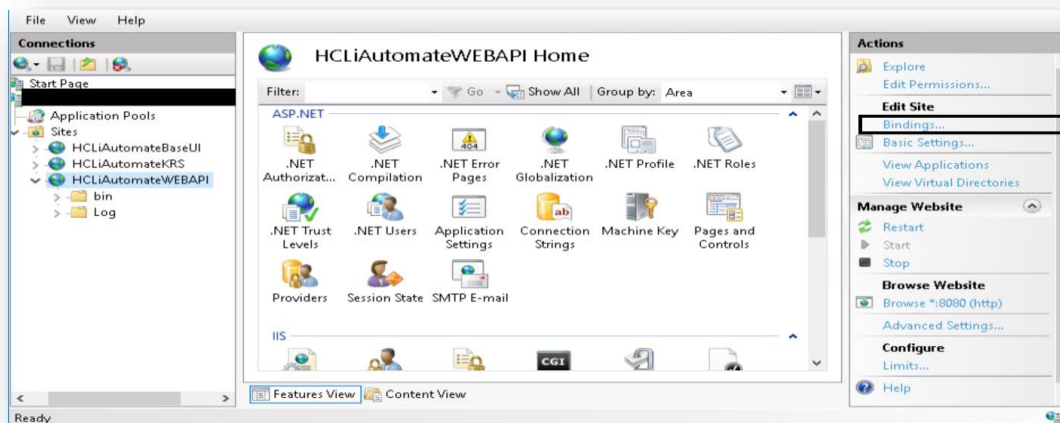 File View Help
Connections
Start Page
Application Pools
Sites
HCLiAutomateBaseUI
HCLiAutomateKRS
HCLiAutomateWEBAPI
bin
Log
HCLiAutomateWEBAPI Home
Filter: Go Show All Group by: Area
ASP.NET
.NET Authorizat...
.NET Compilation
.NET Error Pages
.NET Globalization
.NET Profile
.NET Roles
.NET Trust Levels
.NET Users
Application Settings
Connection Strings
Machine Key
Pages and Controls
Providers
Session State
SMTP E-mail
IIS
CGI
Features View Content View
Actions
Explore
Edit Permissions...
Edit Site
Bindings...
Basic Settings...
View Applications
View Virtual Directories
Manage Website
Restart
Start
Stop
Browse Website
Browse *:8080 (http)
Advanced Settings...
Configure
Limits...
Help
Ready